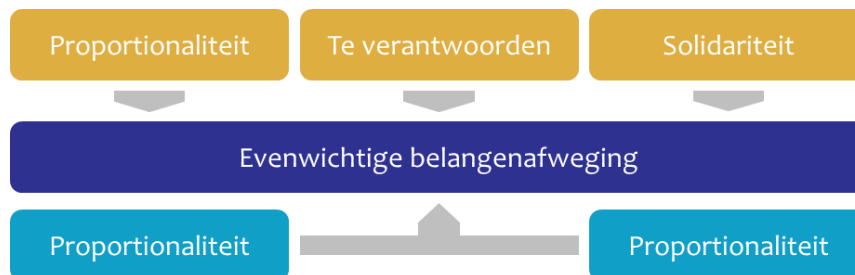 Proportionaliteit
Te verantwoorden
Solidariteit
Evenwichtige belangenafweging
Proportionaliteit
Proportionaliteit